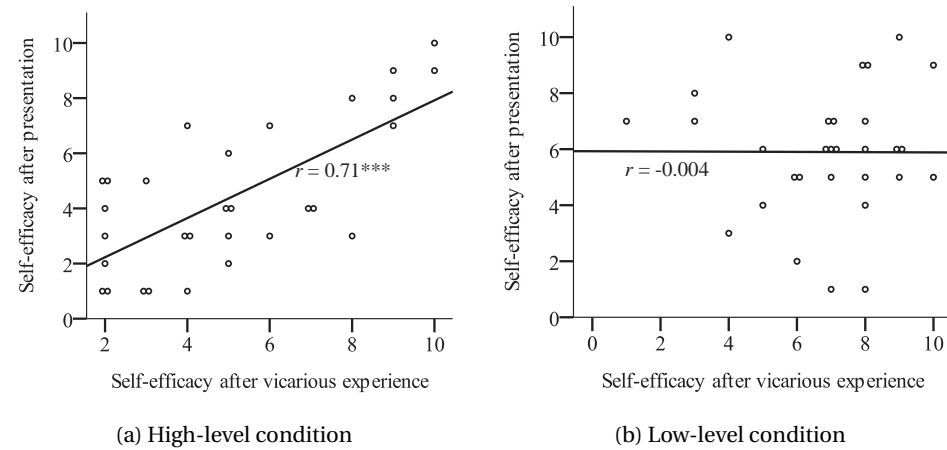 Self-efficacy after presentation
10
8
6
4
2
0
r = 0.71***
2 4 6 8 10
Self-efficacy after vicarious experience
(a) High-level condition
Self-efficacy after presentation
10
8
6
4
2
0
r = -0.004
0 2 4 6 8 10
Self-efficacy after vicarious experience
(b) Low-level condition